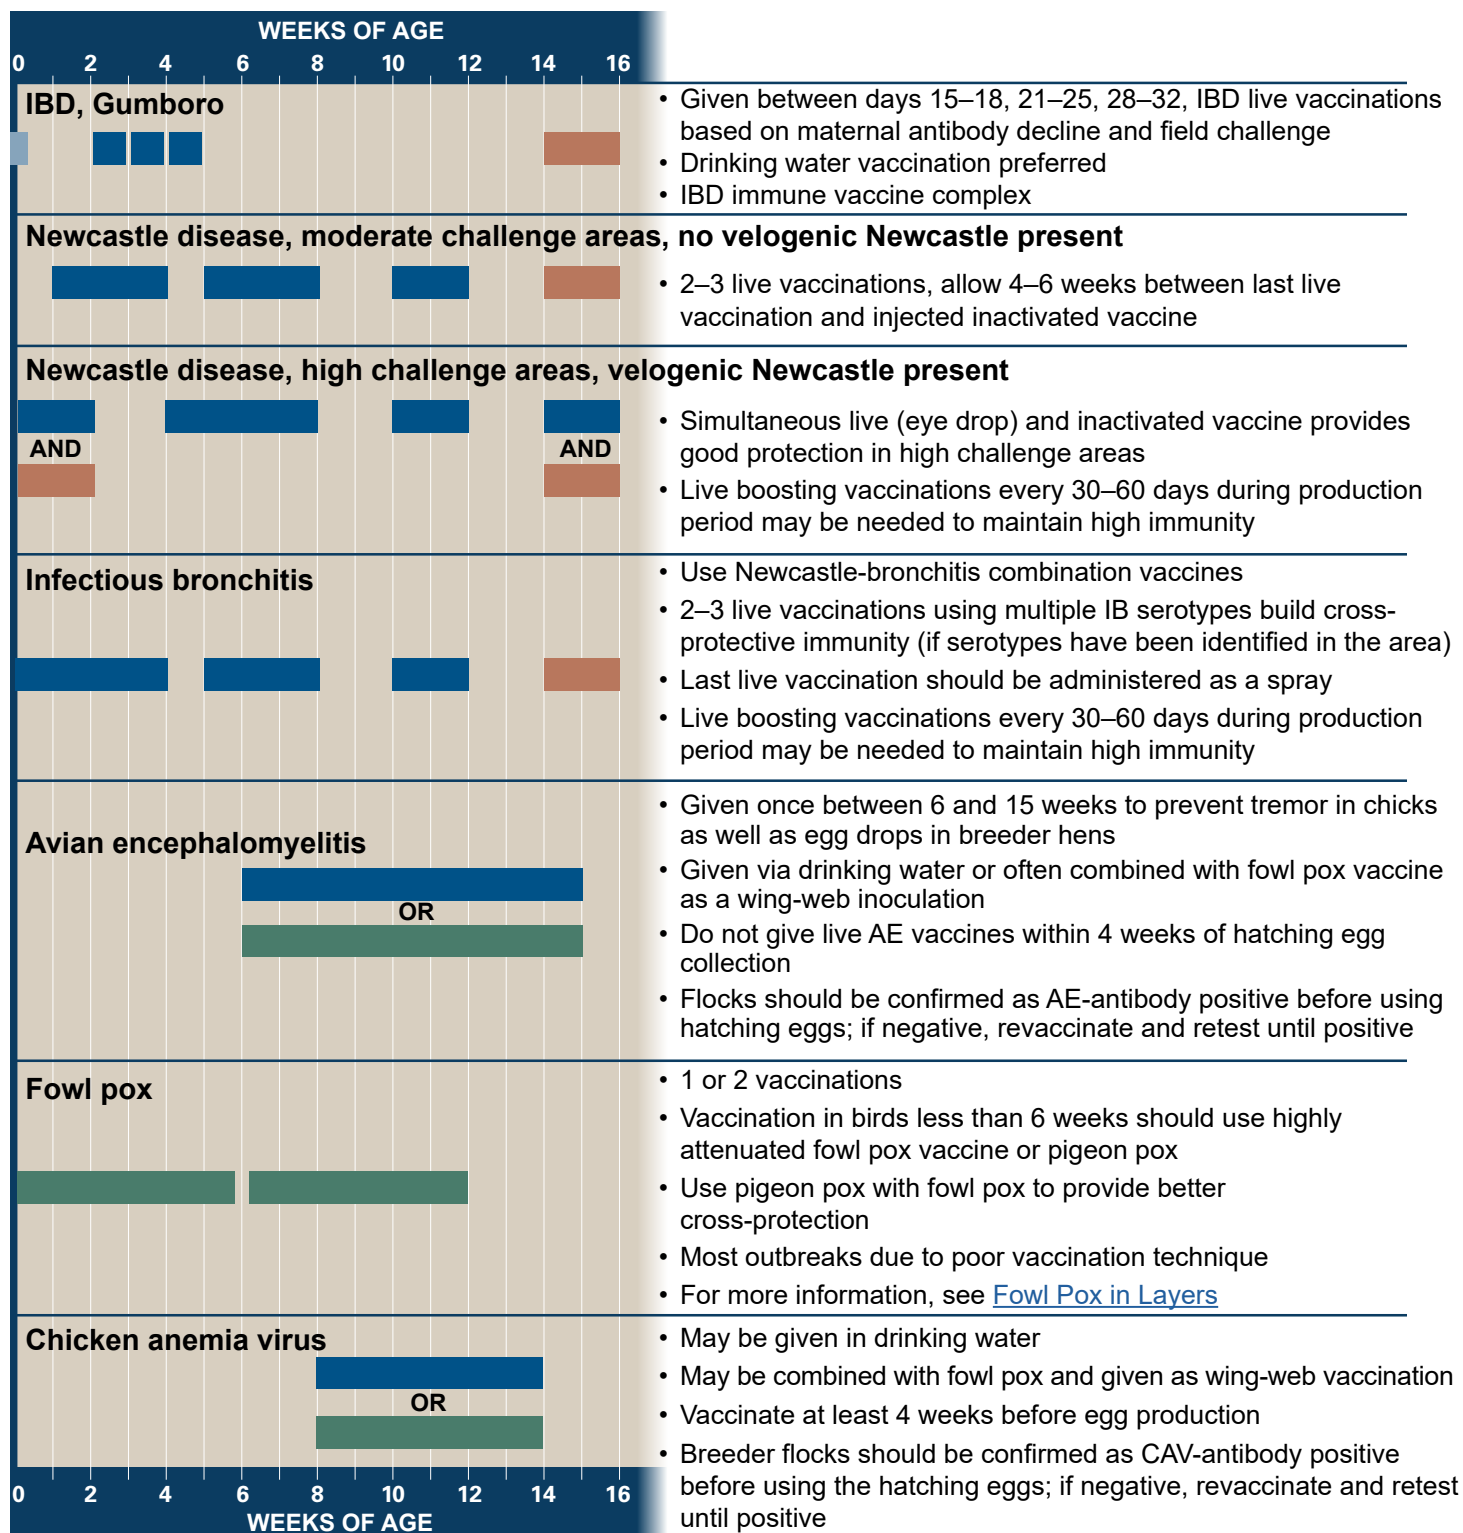 WEEKS OF AGE
0 2 4 6 8 10 12 14 16
IBD, Gumboro
• Given between days 15–18, 21–25, 28–32, IBD live vaccinations
based on maternal antibody decline and field challenge
• Drinking water vaccination preferred
• IBD immune vaccine complex
Newcastle disease, moderate challenge areas, no velogenic Newcastle present
• 2–3 live vaccinations, allow 4–6 weeks between last live
vaccination and injected inactivated vaccine
Newcastle disease, high challenge areas, velogenic Newcastle present
AND AND
• Simultaneous live (eye drop) and inactivated vaccine provides
good protection in high challenge areas
• Live boosting vaccinations every 30–60 days during production
period may be needed to maintain high immunity
Infectious bronchitis
• Use Newcastle-bronchitis combination vaccines
• 2–3 live vaccinations using multiple IB serotypes build cross-
protective immunity (if serotypes have been identified in the area)
• Last live vaccination should be administered as a spray
• Live boosting vaccinations every 30–60 days during production
period may be needed to maintain high immunity
Avian encephalomyelitis
OR
• Given once between 6 and 15 weeks to prevent tremor in chicks
as well as egg drops in breeder hens
• Given via drinking water or often combined with fowl pox vaccine
as a wing-web inoculation
• Do not give live AE vaccines within 4 weeks of hatching egg
collection
• Flocks should be confirmed as AE-antibody positive before using
hatching eggs; if negative, revaccinate and retest until positive
Fowl pox
• 1 or 2 vaccinations
• Vaccination in birds less than 6 weeks should use highly
attenuated fowl pox vaccine or pigeon pox
• Use pigeon pox with fowl pox to provide better
cross-protection
• Most outbreaks due to poor vaccination technique
• For more information, see Fowl Pox in Layers
Chicken anemia virus
OR
• May be given in drinking water
• May be combined with fowl pox and given as wing-web vaccination
• Vaccinate at least 4 weeks before egg production
• Breeder flocks should be confirmed as CAV-antibody positive
before using the hatching eggs; if negative, revaccinate and retest
until positive
0 2 4 6 8 10 12 14 16
WEEKS OF AGE